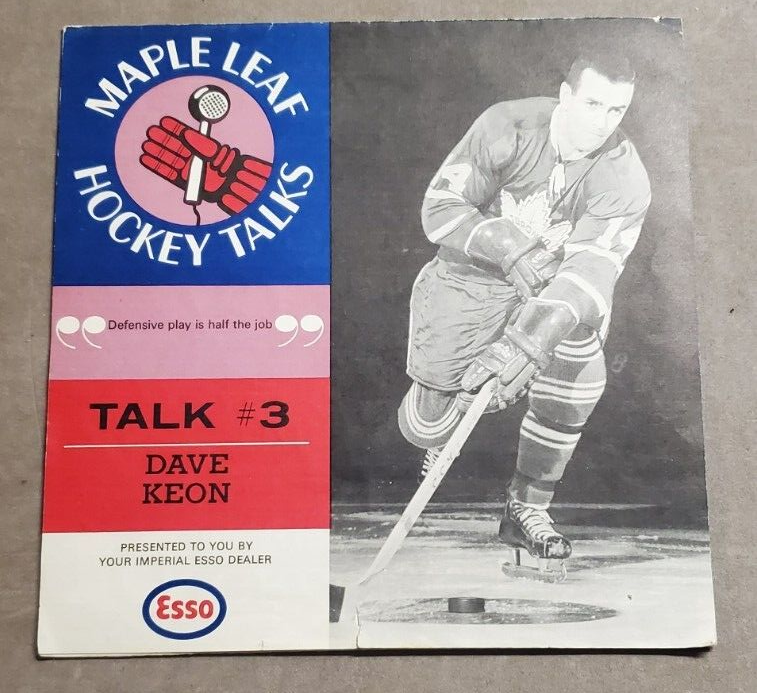 MAPLE LEAF
HOCKEY TALKS
“ Defensive play is half the job ”
TALK #3
DAVE
KEON
PRESENTED TO YOU BY
YOUR IMPERIAL ESSO DEALER
Esso